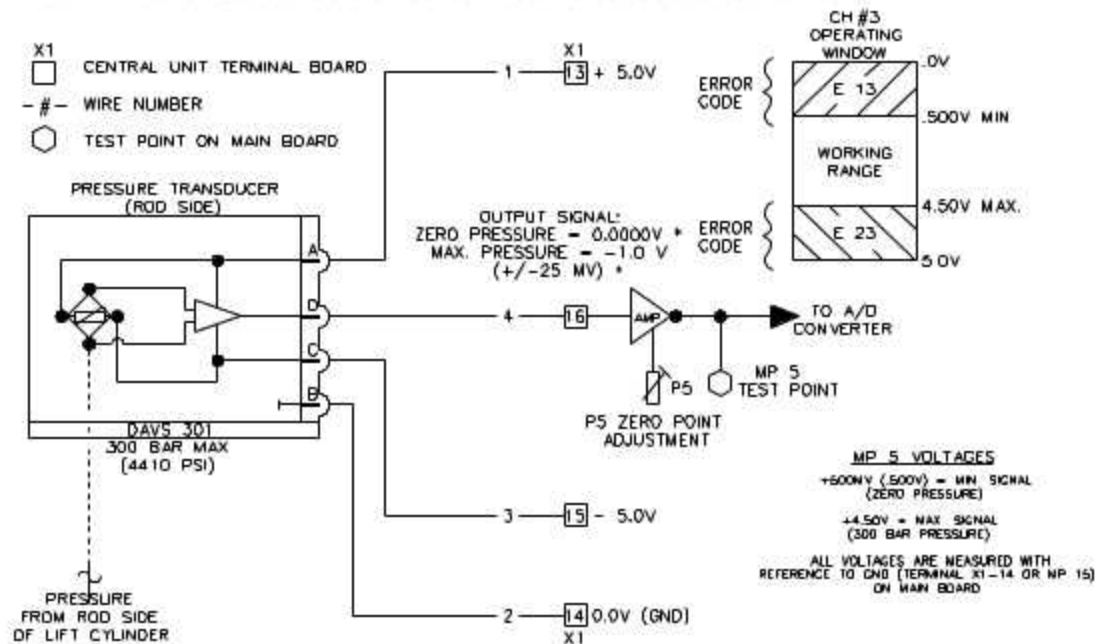 X1
CENTRAL UNIT TERMINAL BOARD
-#- WIRE NUMBER
TEST POINT ON MAIN BOARD
PRESSURE TRANSDUCER
(ROD SIDE)
A
D
C
B
DAVS 301
300 BAR MAX
(4410 PSI)
PRESSURE
FROM ROD SIDE
OF LIFT CYLINDER
X1
1 13 + 5.0V
OUTPUT SIGNAL:
ZERO PRESSURE = 0.0000V *
MAX. PRESSURE = -1.0 V
(+/-25 MV) *
4 16
AMP
TO A/D
CONVERTER
P5
P5 ZERO POINT
ADJUSTMENT
MP 5
TEST POINT
3 15 - 5.0V
2 14 0.0V (GND)
X1
CH #3
OPERATING
WINDOW
.0V
ERROR
CODE
E 13
.500V MIN
WORKING
RANGE
4.50V MAX.
ERROR
CODE
E 23
5.0V
MP 5 VOLTAGES
= MIN SIGNAL
(ZERO PRESSURE)
+4.50V = MAX SIGNAL
(300 BAR PRESSURE)
ALL VOLTAGES ARE MEASURED WITH
REFERENCE TO GND (TERMINAL X1-14 OR MP 15)
ON MAIN BOARD